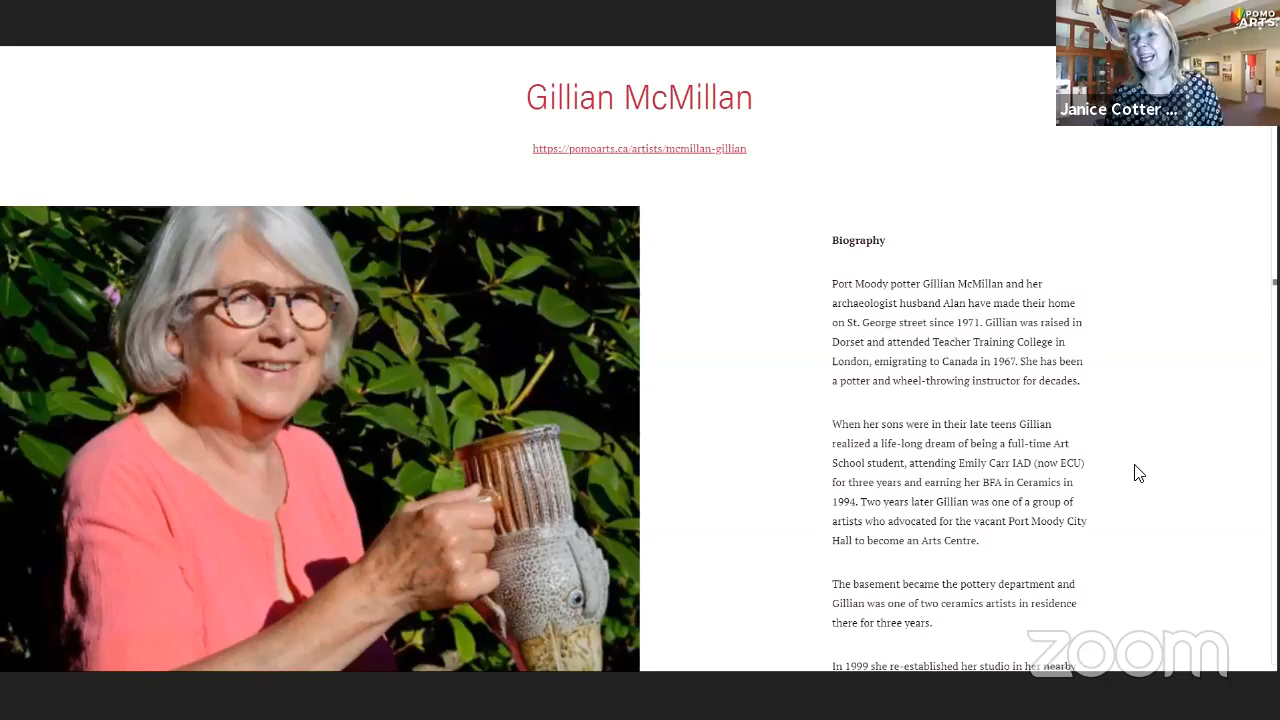 POMO
ARTS
Janice Cotter ...
Gillian McMillan
https://pomoarts.ca/artists/mcmillan-gillian
Biography
Port Moody potter Gillian McMillan and her
archaeologist husband Alan have made their home
on St. George street since 1971. Gillian was raised in
Dorset and attended Teacher Training College in
London, emigrating to Canada in 1967. She has been
a potter and wheel-throwing instructor for decades.
When her sons were in their late teens Gillian
realized a life-long dream of being a full-time Art
School student, attending Emily Carr IAD (now ECU)
for three years and earning her BFA in Ceramics in
1994. Two years later Gillian was one of a group of
artists who advocated for the vacant Port Moody City
Hall to become an Arts Centre.
The basement became the pottery department and
Gillian was one of two ceramics artists in residence
there for three years.
In 1999 she re-established her studio in her nearby
zoom